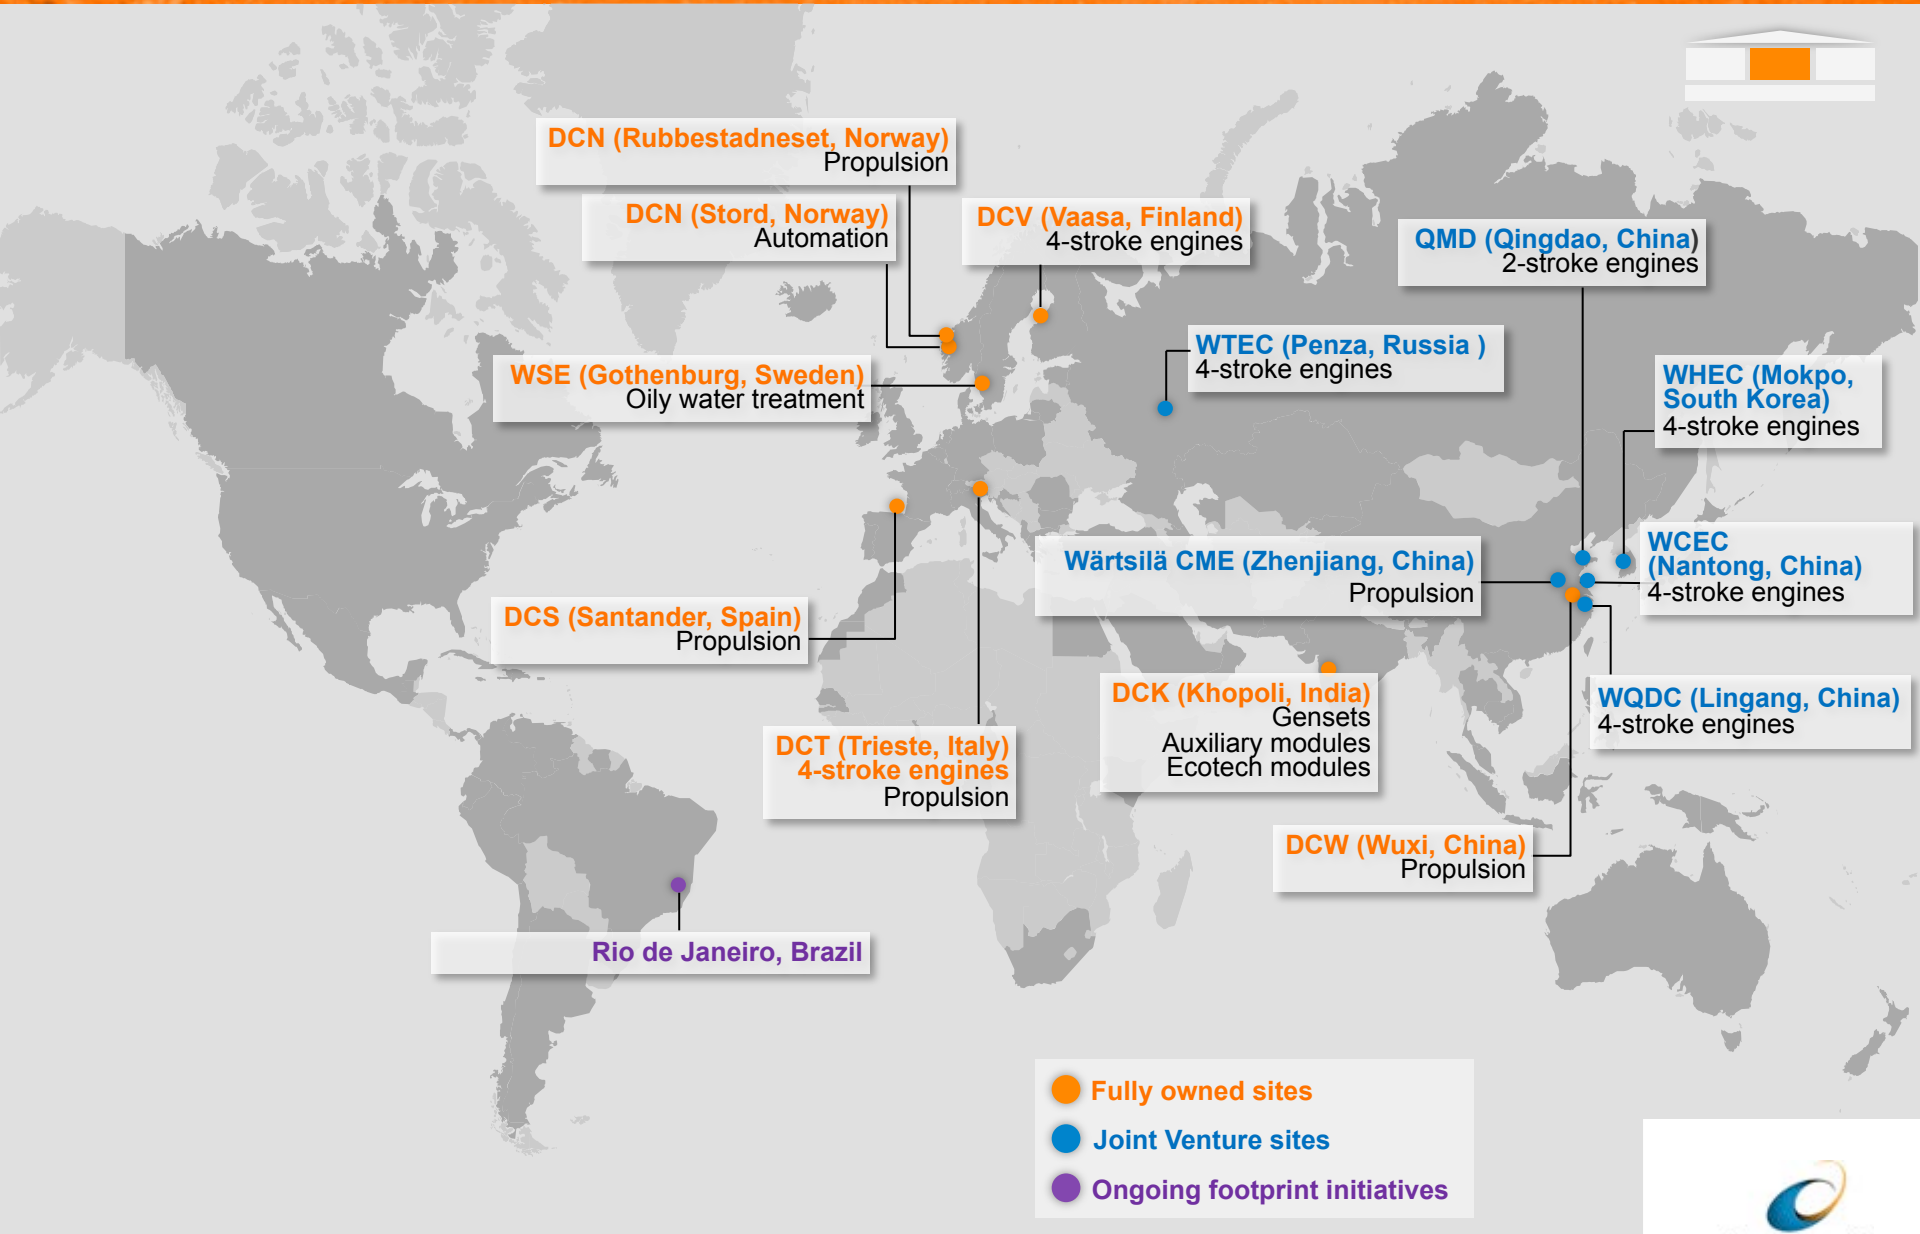 DCN (Rubbestadneset, Norway)
Propulsion
DCN (Stord, Norway)
Automation
DCV (Vaasa, Finland)
4-stroke engines
QMD (Qingdao, China)
2-stroke engines
WTEC (Penza, Russia )
4-stroke engines
WSE (Gothenburg, Sweden)
Oily water treatment
WHEC (Mokpo,
South Korea)
4-stroke engines
Wärtsilä CME (Zhenjiang, China)
Propulsion
WCEC
(Nantong, China)
4-stroke engines
DCS (Santander, Spain)
Propulsion
DCK (Khopoli, India)
Gensets
Auxiliary modules
Ecotech modules
WQDC (Lingang, China)
4-stroke engines
DCT (Trieste, Italy)
4-stroke engines
Propulsion
DCW (Wuxi, China)
Propulsion
Rio de Janeiro, Brazil
Fully owned sites
Joint Venture sites
Ongoing footprint initiatives